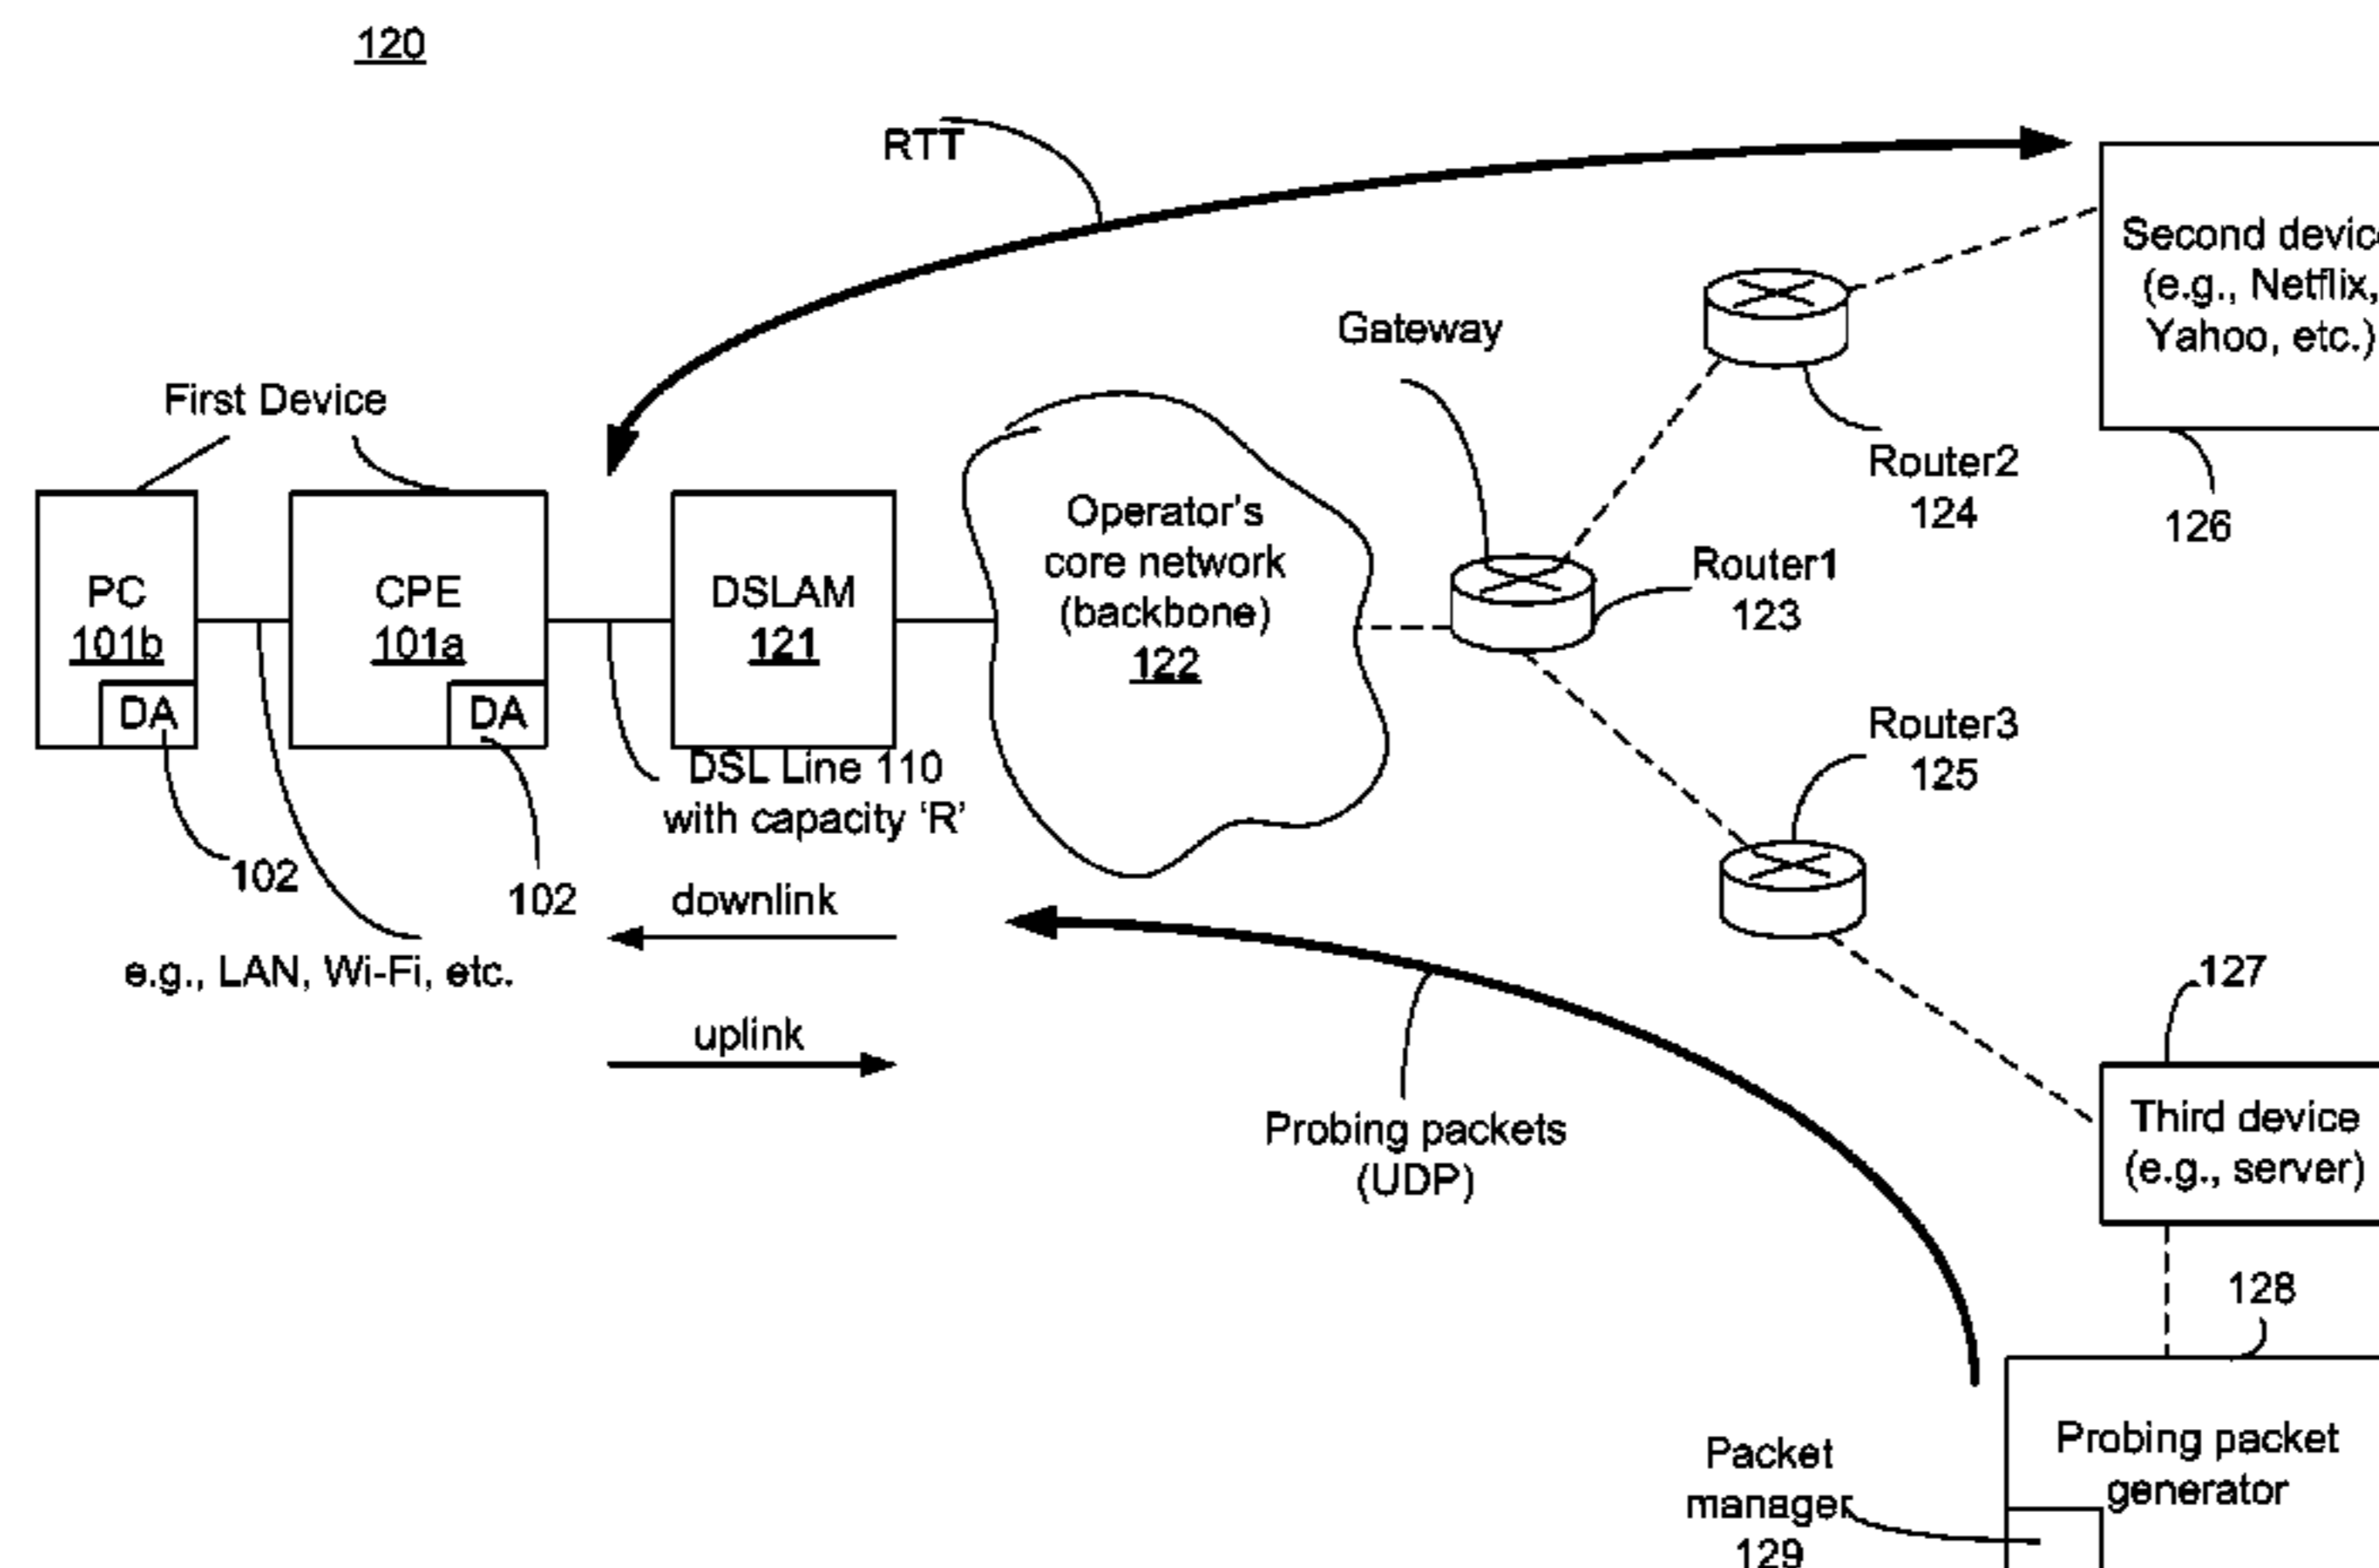 120
RTT
Second device
(e.g., Netflix,
Yahoo, etc.)
126
Gateway
Router2
124
First Device
PC
101b
DA
102
CPE
101a
DA
102
DSLAM
121
Operator's
core network
(backbone)
122
Router1
123
DSL Line 110
with capacity ‘R’
Router3
125
e.g., LAN, Wi-Fi, etc.
downlink
uplink
Probing packets
(UDP)
127
Third device
(e.g., server)
128
Probing packet
generator
Packet
manager
129